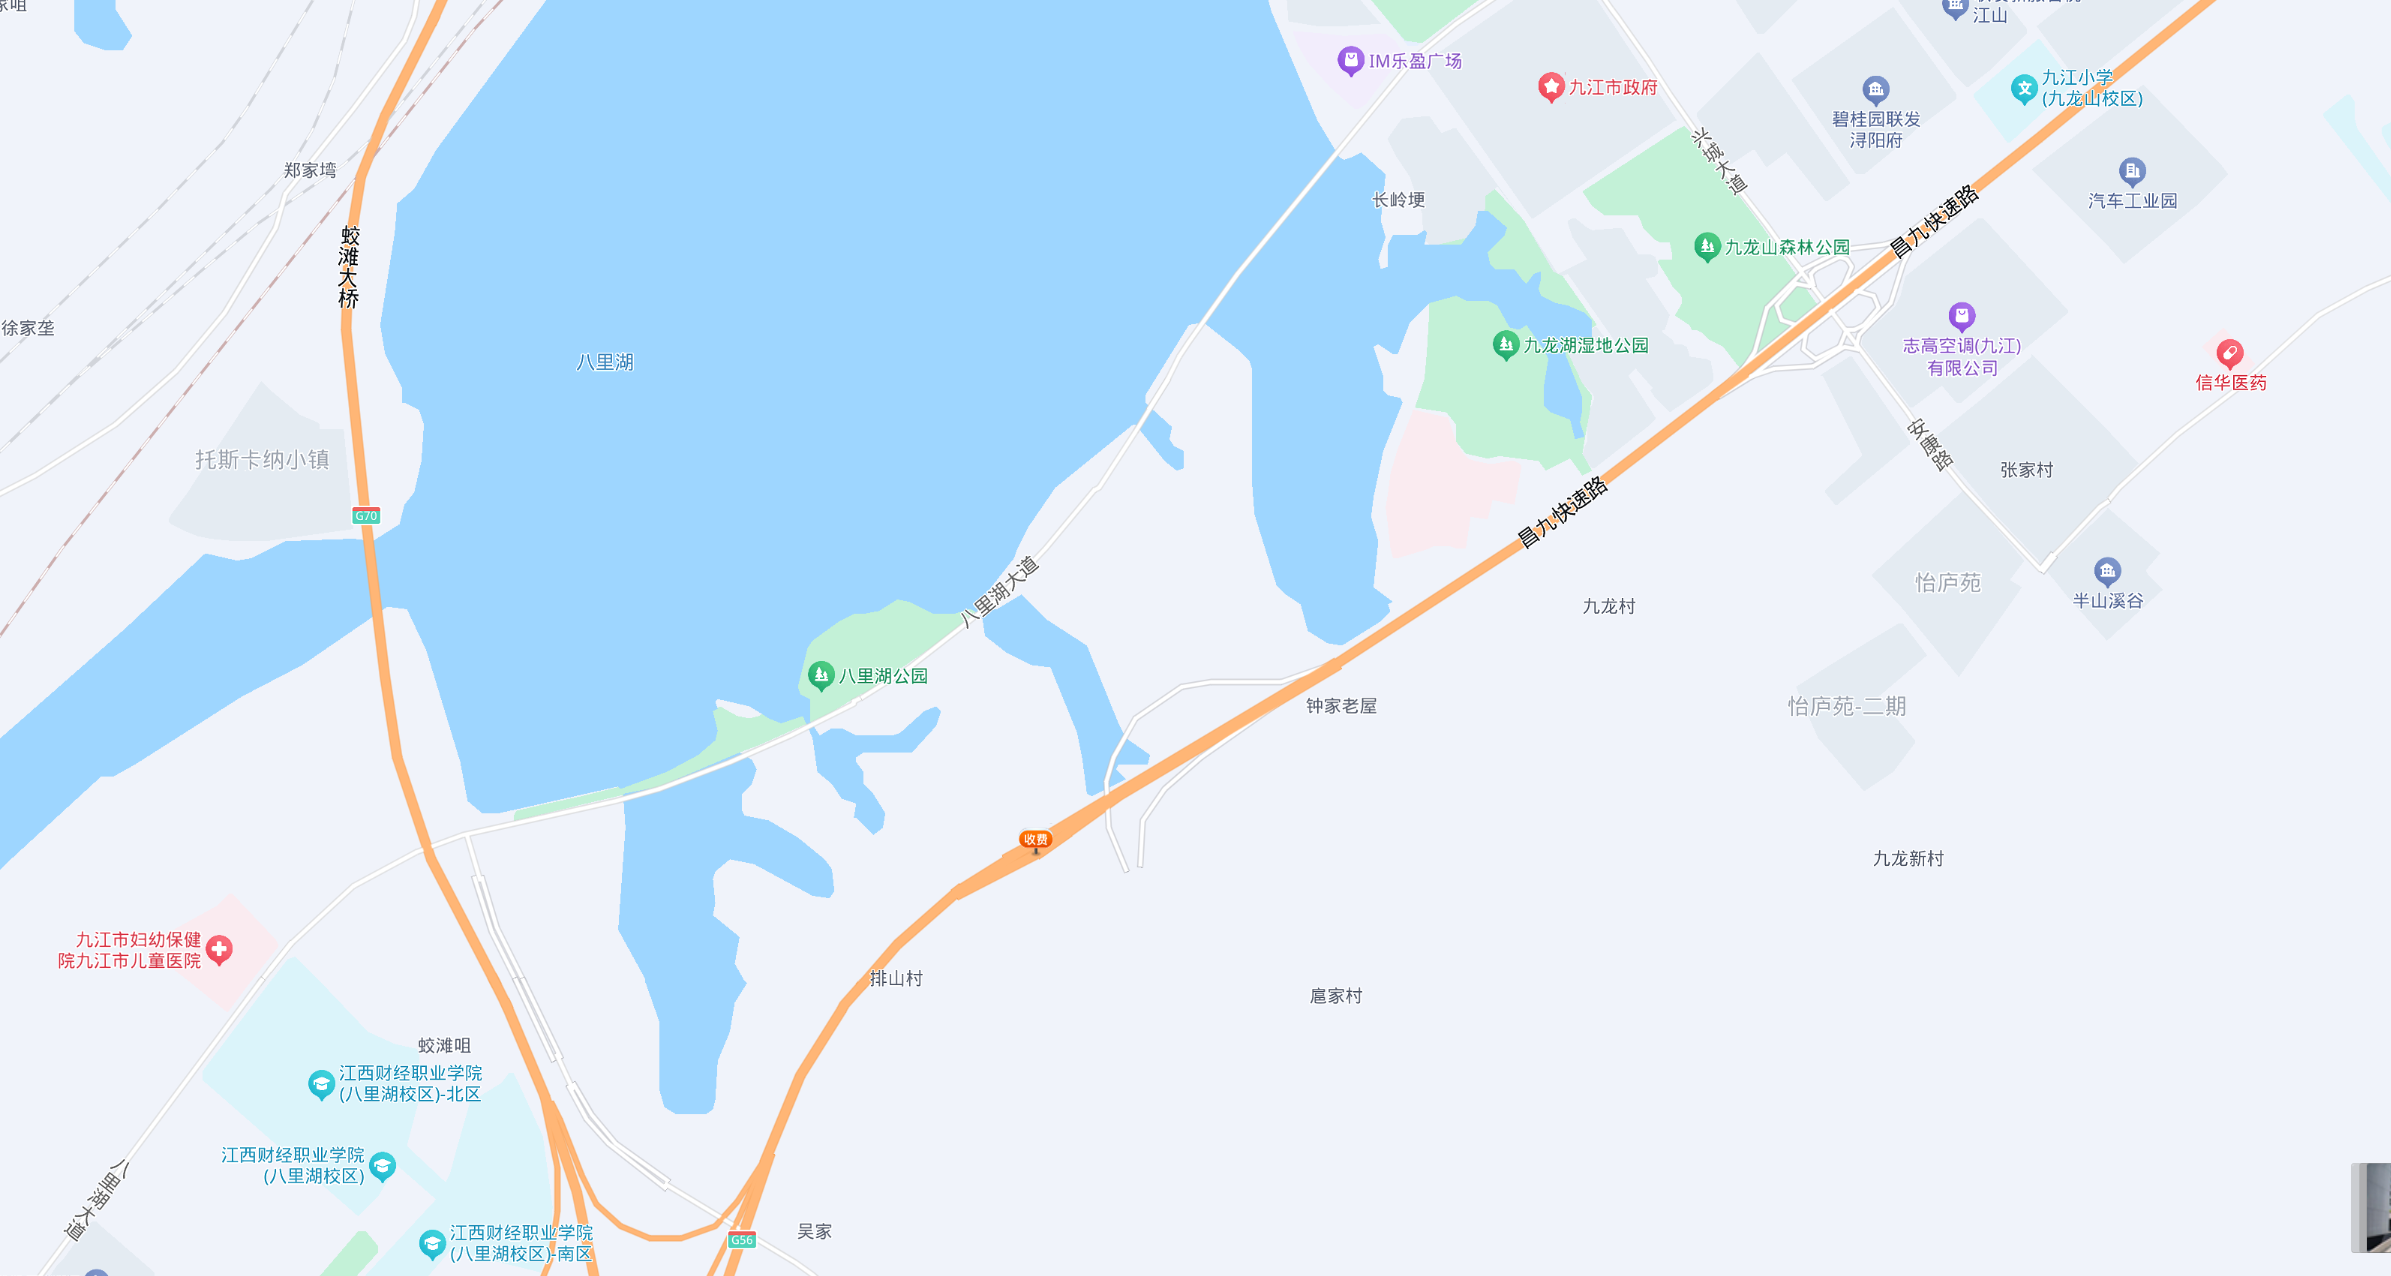 家咀
江山
IM乐盈广场
九江市政府
九江小学
(九龙山校区)
碧桂园联发
浔阳府
兴城大道
郑家塆
长岭埂
汽车工业园
昌九快速路
九龙山森林公园
蛟滩大桥
徐家垄
八里湖
九龙湖湿地公园
志高空调(九江)
有限公司
信华医药
托斯卡纳小镇
安康路
张家村
G70
昌九快速路
八里湖大道
九龙村
怡庐苑
半山溪谷
八里湖公园
钟家老屋
怡庐苑-二期
收费
九龙新村
九江市妇幼保健
院九江市儿童医院
排山村
扈家村
蛟滩咀
江西财经职业学院
(八里湖校区)-北区
江西财经职业学院
(八里湖校区)
八里湖大道
江西财经职业学院
(八里湖校区)-南区
G56
吴家